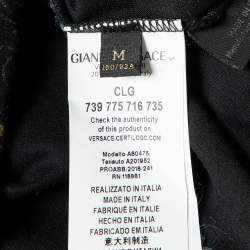 GIANNI VERSACE
M
CLG
739 775 716 735
Check the authenticity
of this product on
VERSACE.CERTILOGO.COM
Modello A80475
Tessuto A201952
PROABB/2018/241
RN 118881
REALIZZATO IN ITALIA
MADE IN ITALY
FABRIQUÉ EN ITALIE
HECHO EN ITALIA
FABRICADO EM ITÁLIA
意大利制造